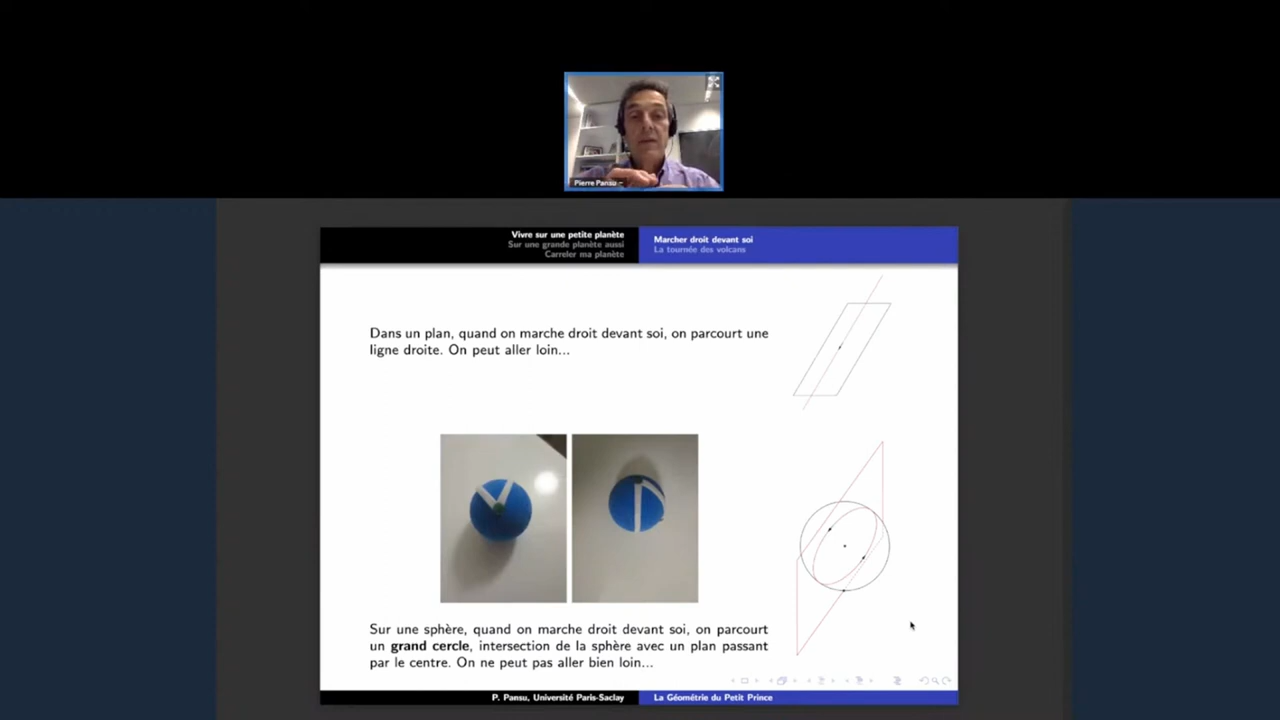 Pierre Pansu
Vivre sur une petite planète
Sur une grande planète aussi
Carreler ma planète
Marcher droit devant soi
La tournée des volcans
Dans un plan, quand on marche droit devant soi, on parcourt une
ligne droite. On peut aller loin...
Sur une sphère, quand on marche droit devant soi, on parcourt
un grand cercle, intersection de la sphère avec un plan passant
par le centre. On ne peut pas aller bien loin...
P. Pansu, Université Paris-Saclay
La Géométrie du Petit Prince